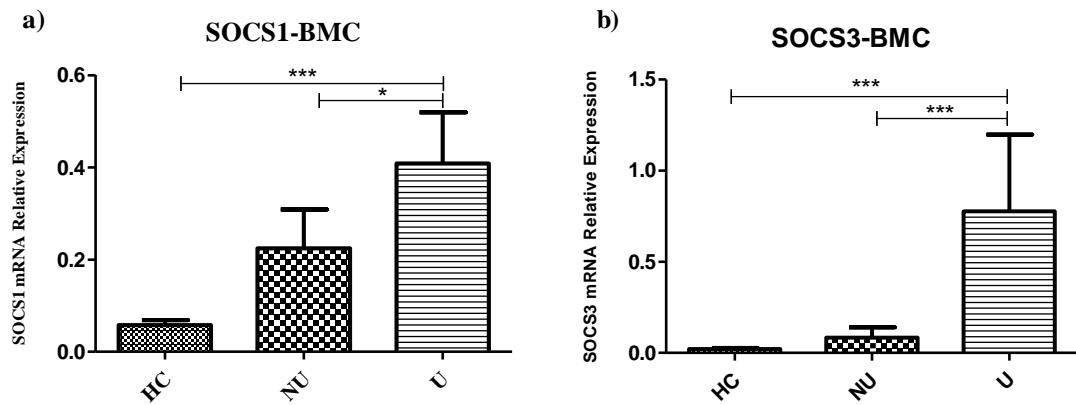 a)
SOCS1-BMC
SOCS1 mRNA Relative Expression
0.6
0.4
0.2
0.0
***
*
HC
NU
U
b)
SOCS3-BMC
SOCS3 mRNA Relative Expression
1.5
1.0
0.5
0.0
***
***
HC
NU
U